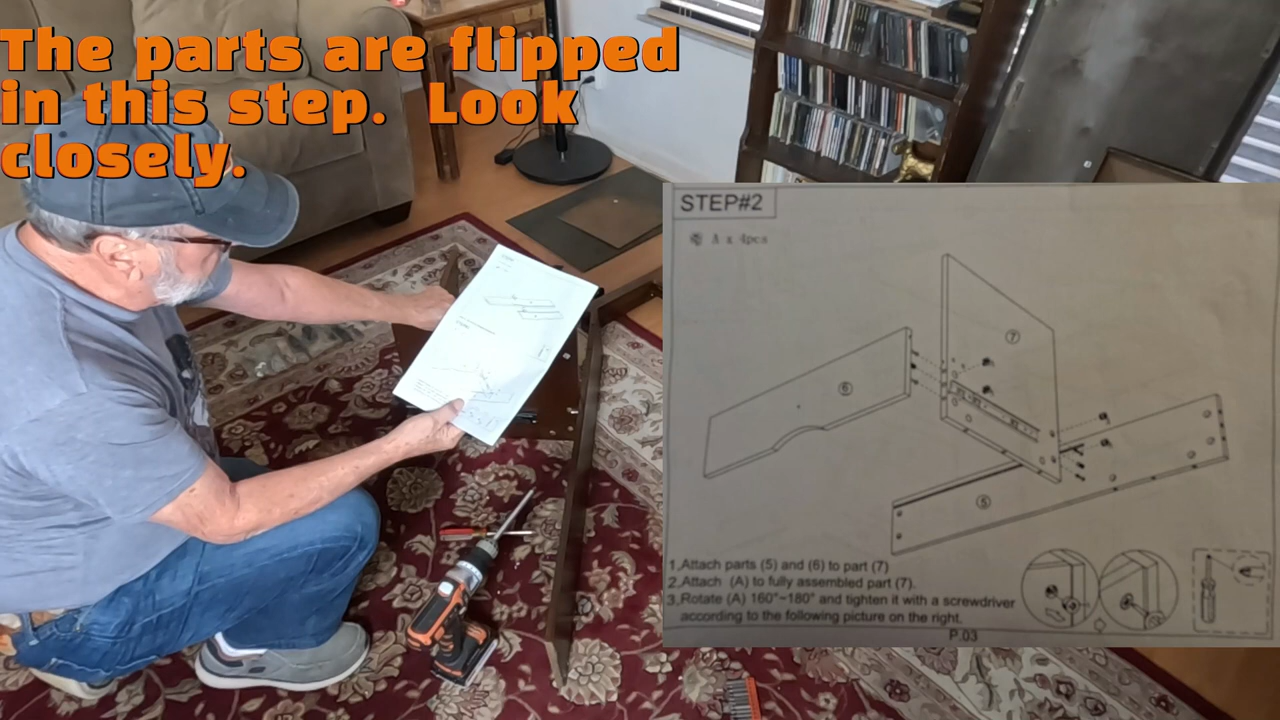 The parts are flipped
in this step. Look
closely.
STEP#2
A x 4pcs
7
6
5
1,Attach parts (5) and (6) to part (7)
2,Attach (A) to fully assembled part (7).
3,Rotate (A) 160°~180° and tighten it with a screwdriver
according to the following picture on the right.
P.03